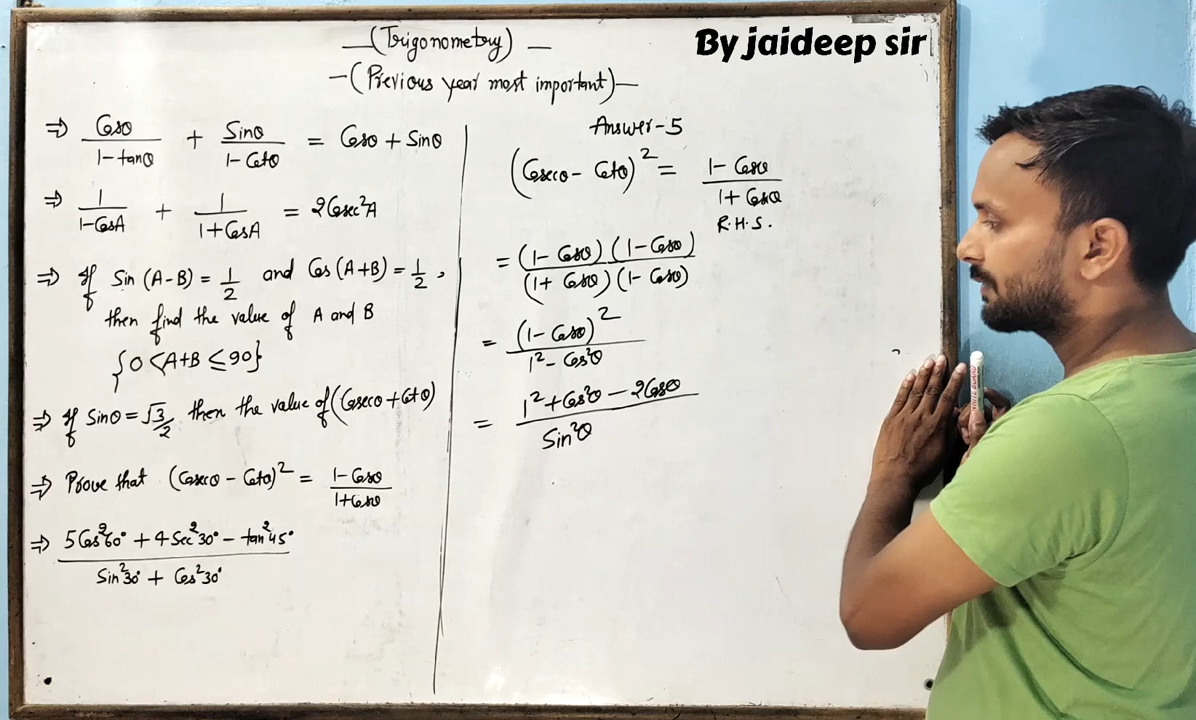 (Trigonometry)
By jaideep sir
(Previous year most important)
⇒ Cosθ/1-tanθ + Sinθ/1-Cotθ = Cosθ + Sinθ
⇒ 1/1-CosA + 1/1+CosA = 2Cosec²A
⇒ If Sin (A-B) = 1/2 and Cos (A+B) = 1/2,
then find the value of A and B
{0<A+B ≤90}
⇒ If Sinθ = √3/2 then the value of (Cosecθ+Cotθ)
⇒ Prove that (Cosecθ - Cotθ)² = 1-Cosθ/1+Cosθ
⇒ 5Cos²60° + 4Sec²30° - tan²45°/Sin²30° + Cos²30°
Answer-5
(Cosecθ - Cotθ)² = 1-Cosθ/1+Cosθ
R.H.S.
= (1-Cosθ)(1-Cosθ)/(1+Cosθ)(1-Cosθ)
= (1-Cosθ)²/1²-Cos²θ
= 1²+Cos²θ-2Cosθ/Sin²θ